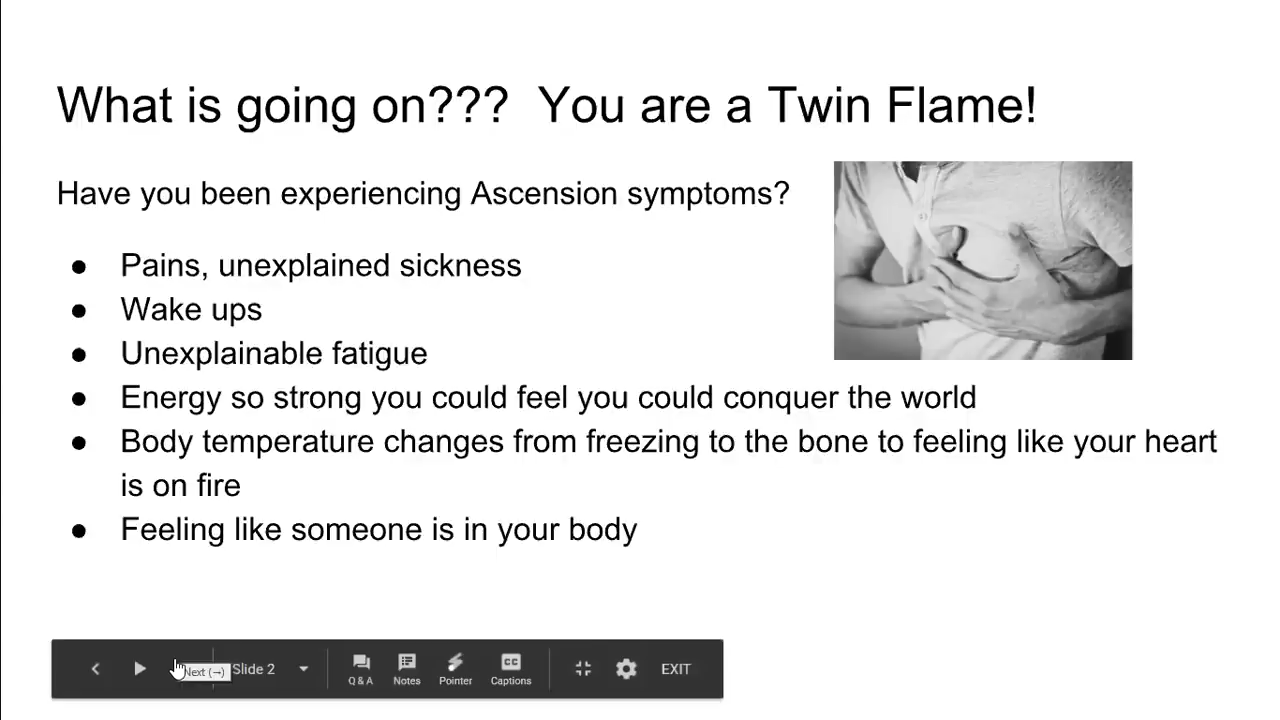 What is going on??? You are a Twin Flame!
Have you been experiencing Ascension symptoms?
● Pains, unexplained sickness
● Wake ups
● Unexplainable fatigue
● Energy so strong you could feel you could conquer the world
● Body temperature changes from freezing to the bone to feeling like your heart
is on fire
● Feeling like someone is in your body
Next (→) Slide 2 Q & A Notes Pointer CC Captions EXIT